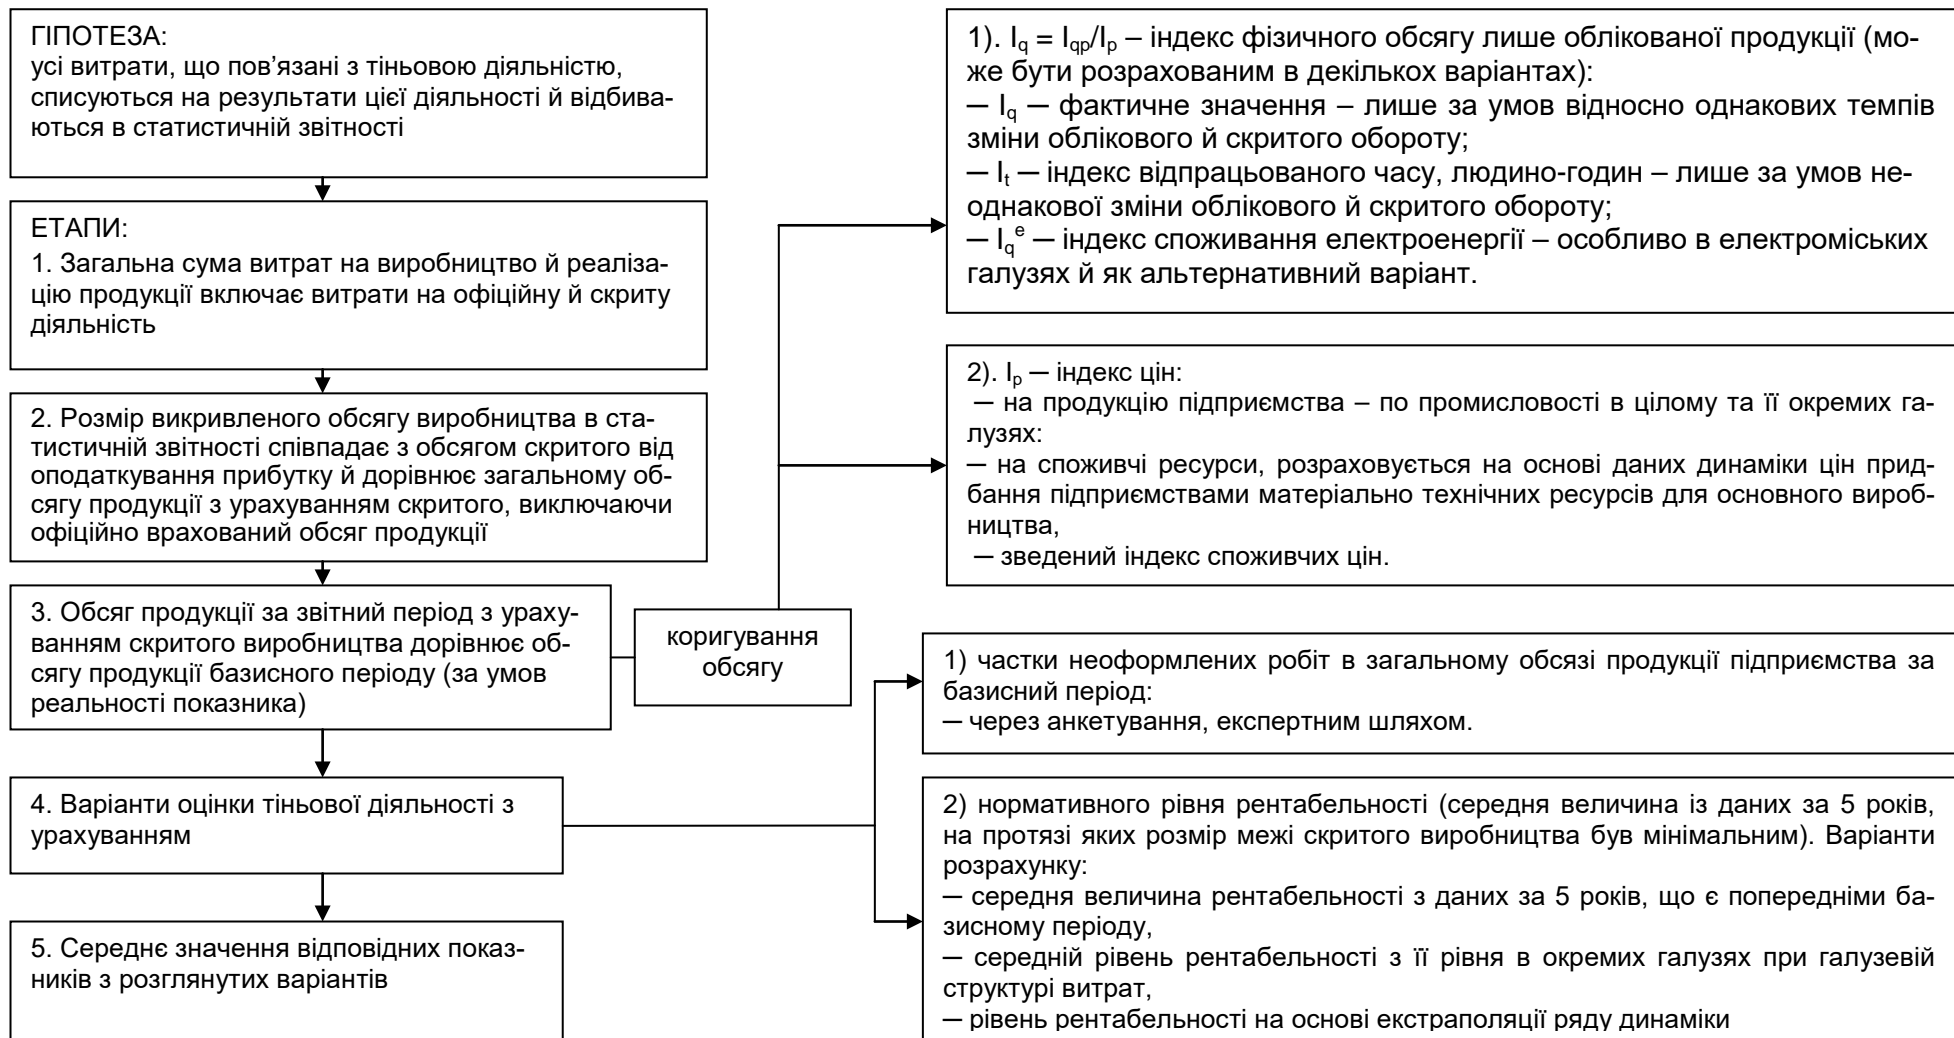 ГІПОТЕЗА:
усі витрати, що пов’язані з тіньовою діяльністю,
списуються на результати цієї діяльності й відбива-
ються в статистичній звітності
ЕТАПИ:
1. Загальна сума витрат на виробництво й реаліза-
цію продукції включає витрати на офіційну й скриту
діяльність
2. Розмір викривленого обсягу виробництва в ста-
тистичній звітності співпадає з обсягом скритого від
оподаткування прибутку й дорівнює загальному об-
сягу продукції з урахуванням скритого, виключаючи
офіційно врахований обсяг продукції
3. Обсяг продукції за звітний період з ураху-
ванням скритого виробництва дорівнює об-
сягу продукції базисного періоду (за умов
реальності показника)
коригування
обсягу
4. Варіанти оцінки тіньової діяльності з
урахуванням
5. Середнє значення відповідних показ-
ників з розглянутих варіантів
1). Iq = Iqp/Ip – індекс фізичного обсягу лише облікованої продукції (мо-
же бути розрахованим в декількох варіантах):
─ Iq ─ фактичне значення – лише за умов відносно однакових темпів
зміни облікового й скритого обороту;
─ It ─ індекс відпрацьованого часу, людино-годин – лише за умов не-
однакової зміни облікового й скритого обороту;
─ Iqe ─ індекс споживання електроенергії – особливо в електроміських
галузях й як альтернативний варіант.
2). Ip ─ індекс цін:
─ на продукцію підприємства – по промисловості в цілому та її окремих га-
лузях:
─ на споживчі ресурси, розраховується на основі даних динаміки цін прид-
бання підприємствами матеріально технічних ресурсів для основного вироб-
ництва,
─ зведений індекс споживчих цін.
1) частки неоформлених робіт в загальному обсязі продукції підприємства за
базисний період:
─ через анкетування, експертним шляхом.
2) нормативного рівня рентабельності (середня величина із даних за 5 років,
на протязі яких розмір межі скритого виробництва був мінімальним). Варіанти
розрахунку:
─ середня величина рентабельності з даних за 5 років, що є попередніми ба-
зисному періоду,
─ середній рівень рентабельності з її рівня в окремих галузях при галузевій
структурі витрат,
─ рівень рентабельності на основі екстраполяції ряду динаміки